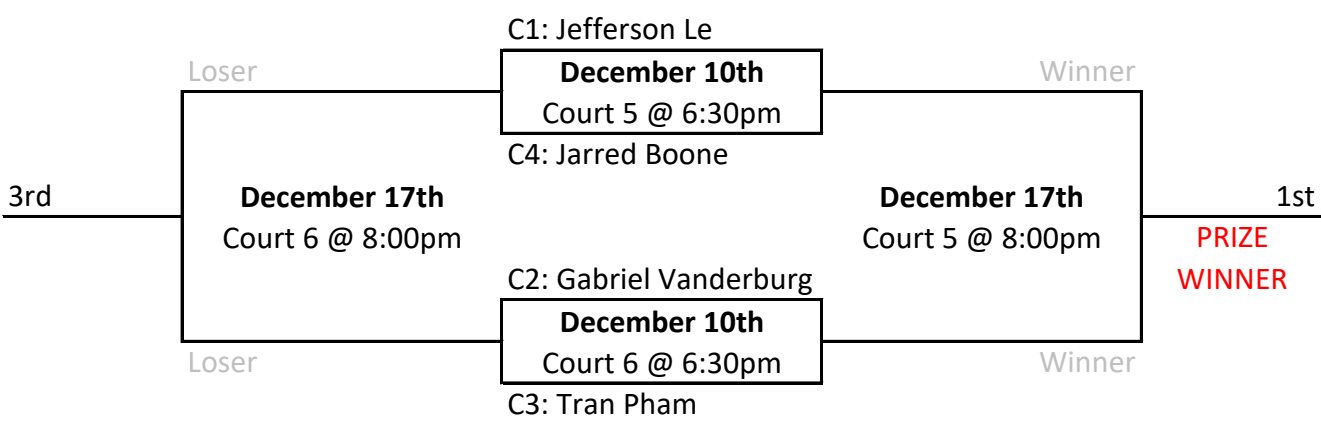 C1: Jefferson Le
Loser
December 10th
Winner
Court 5 @ 6:30pm
C4: Jarred Boone
3rd
December 17th
December 17th
1st
Court 6 @ 8:00pm
Court 5 @ 8:00pm
PRIZE
WINNER
C2: Gabriel Vanderburg
December 10th
Loser
Court 6 @ 6:30pm
Winner
C3: Tran Pham